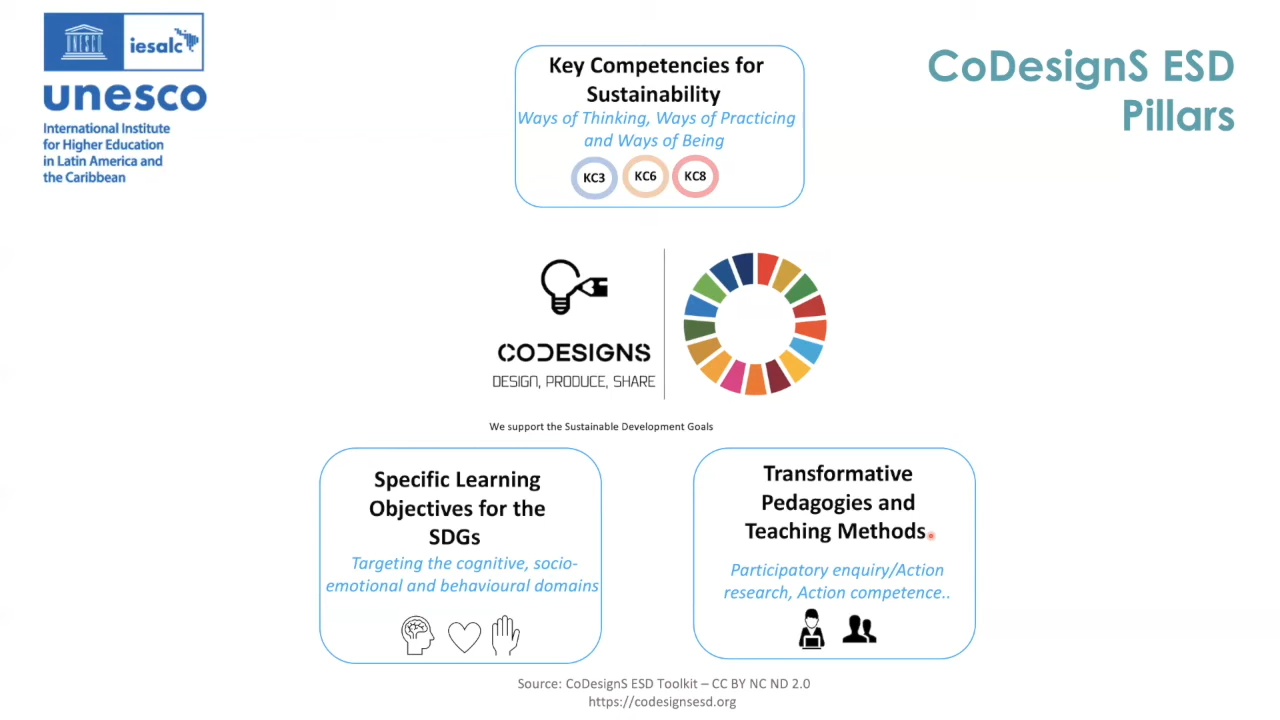 UNESCO
iesalc
unesco
International Institute
for Higher Education
in Latin America and
the Caribbean
CoDesignS ESD
Pillars
Key Competencies for
Sustainability
Ways of Thinking, Ways of Practicing
and Ways of Being
KC3 KC6 KC8
CODESIGNS
DESIGN, PRODUCE, SHARE
We support the Sustainable Development Goals
Specific Learning
Objectives for the
SDGs
Targeting the cognitive, socio-
emotional and behavioural domains
Transformative
Pedagogies and
Teaching Methods
Participatory enquiry/Action
research, Action competence..
Source: CoDesignS ESD Toolkit – CC BY NC ND 2.0
https://codesignsesd.org